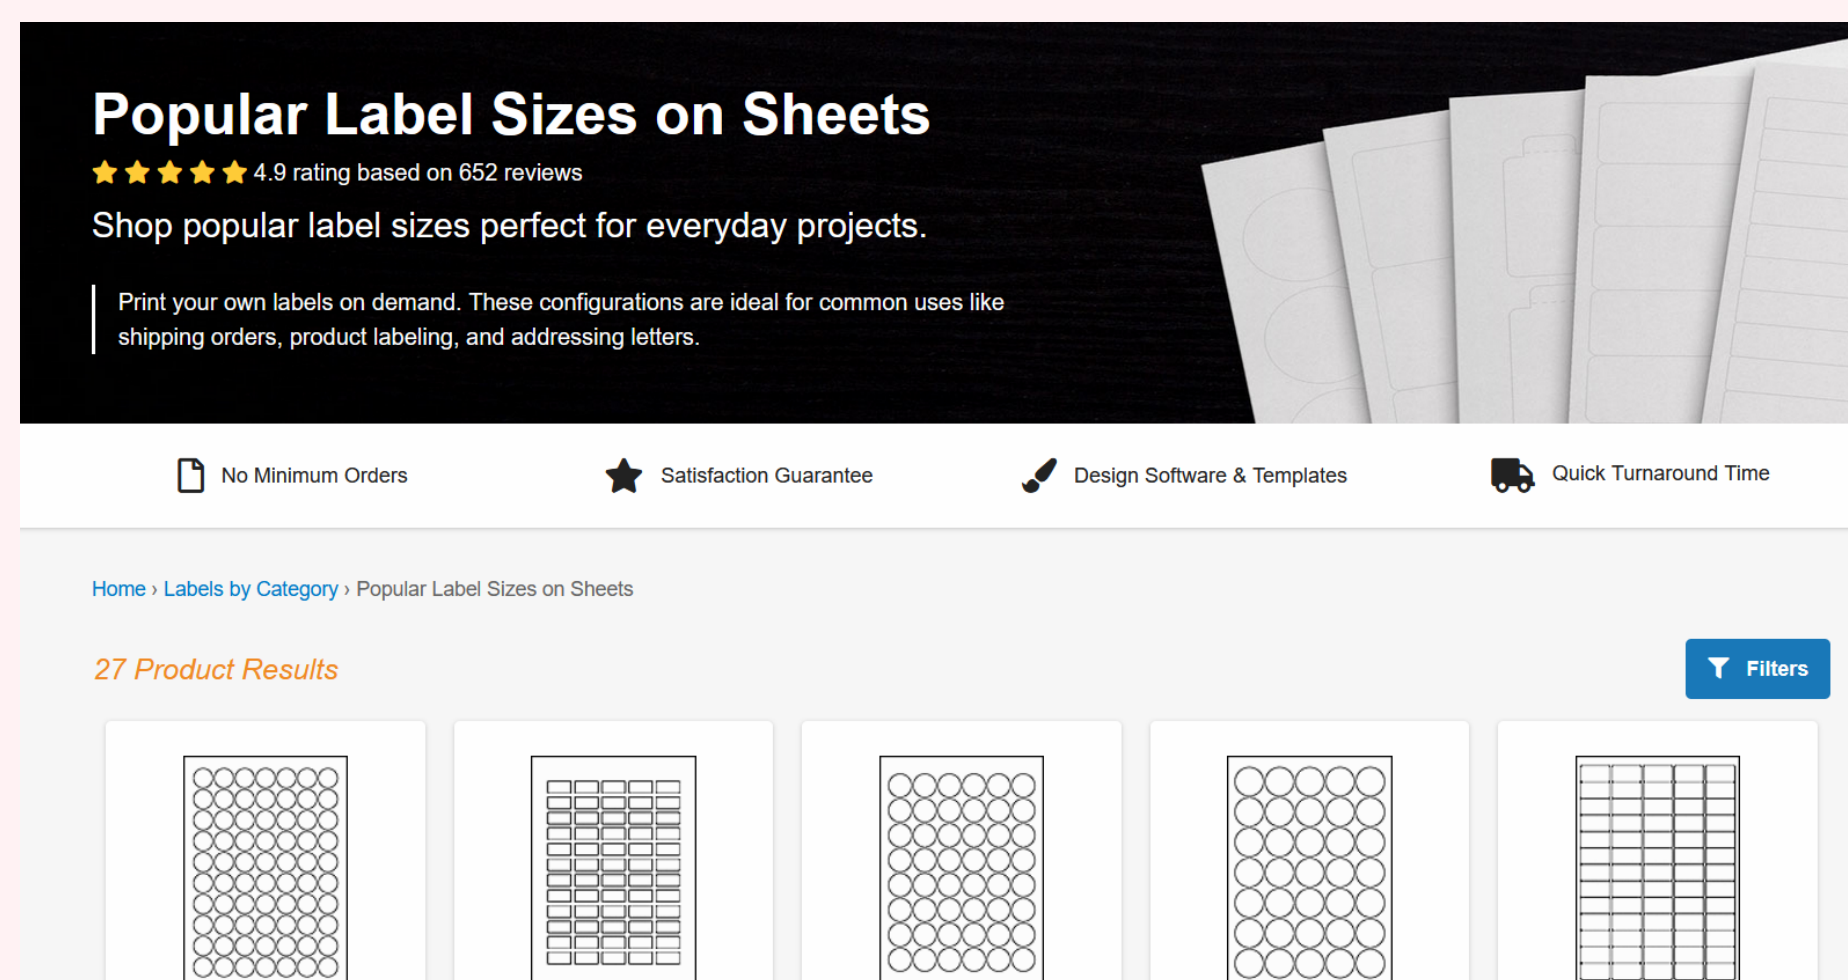 Popular Label Sizes on Sheets
4.9 rating based on 652 reviews
Shop popular label sizes perfect for everyday projects.
Print your own labels on demand. These configurations are ideal for common uses like
shipping orders, product labeling, and addressing letters.
No Minimum Orders
Satisfaction Guarantee
Design Software & Templates
Quick Turnaround Time
Home › Labels by Category › Popular Label Sizes on Sheets
27 Product Results
Filters